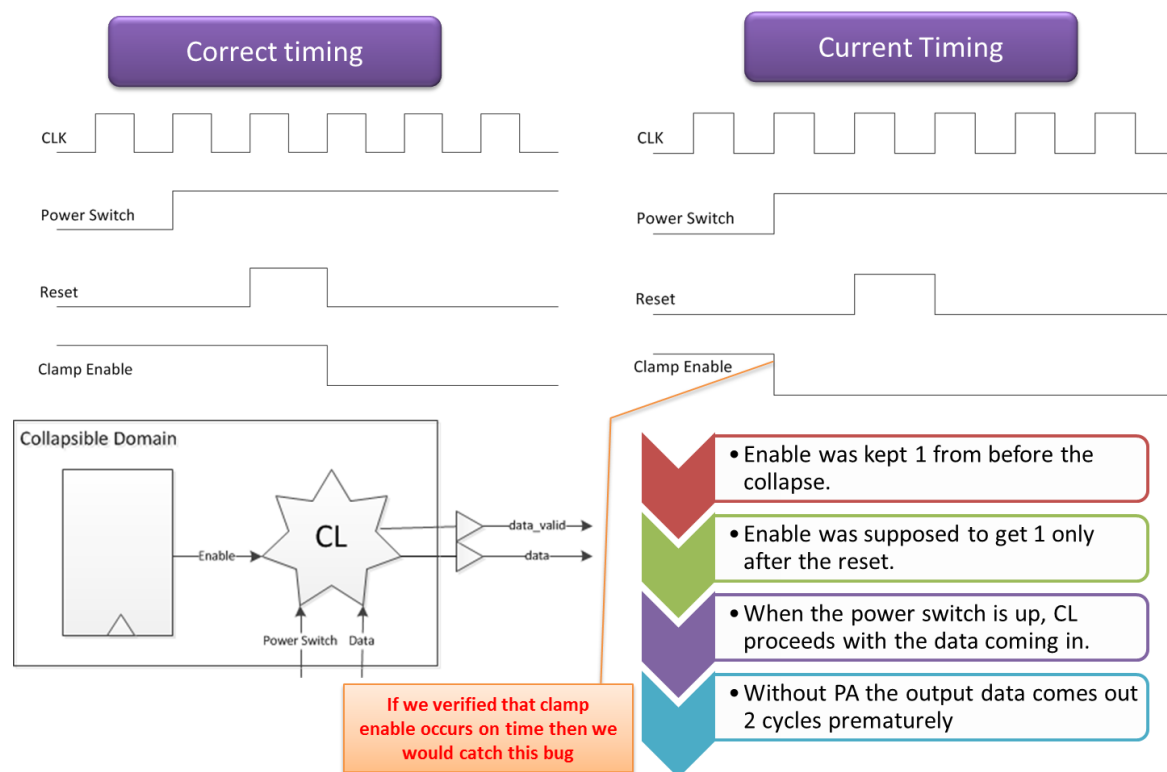 Correct timing
CLK
Power Switch
Reset
Clamp Enable
Current Timing
CLK
Power Switch
Reset
Clamp Enable
Collapsible Domain
Enable
CL
data_valid
data
Power Switch
Data
If we verified that clamp
enable occurs on time then we
would catch this bug
•Enable was kept 1 from before the
collapse.
•Enable was supposed to get 1 only
after the reset.
•When the power switch is up, CL
proceeds with the data coming in.
•Without PA the output data comes out
2 cycles prematurely